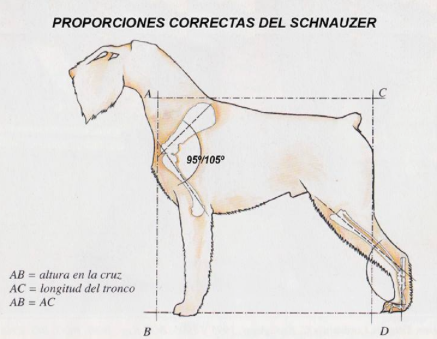 PROPORCIONES CORRECTAS DEL SCHNAUZER
A
C
95º/105º
AB = altura en la cruz
AC = longitud del tronco
AB = AC
B
D